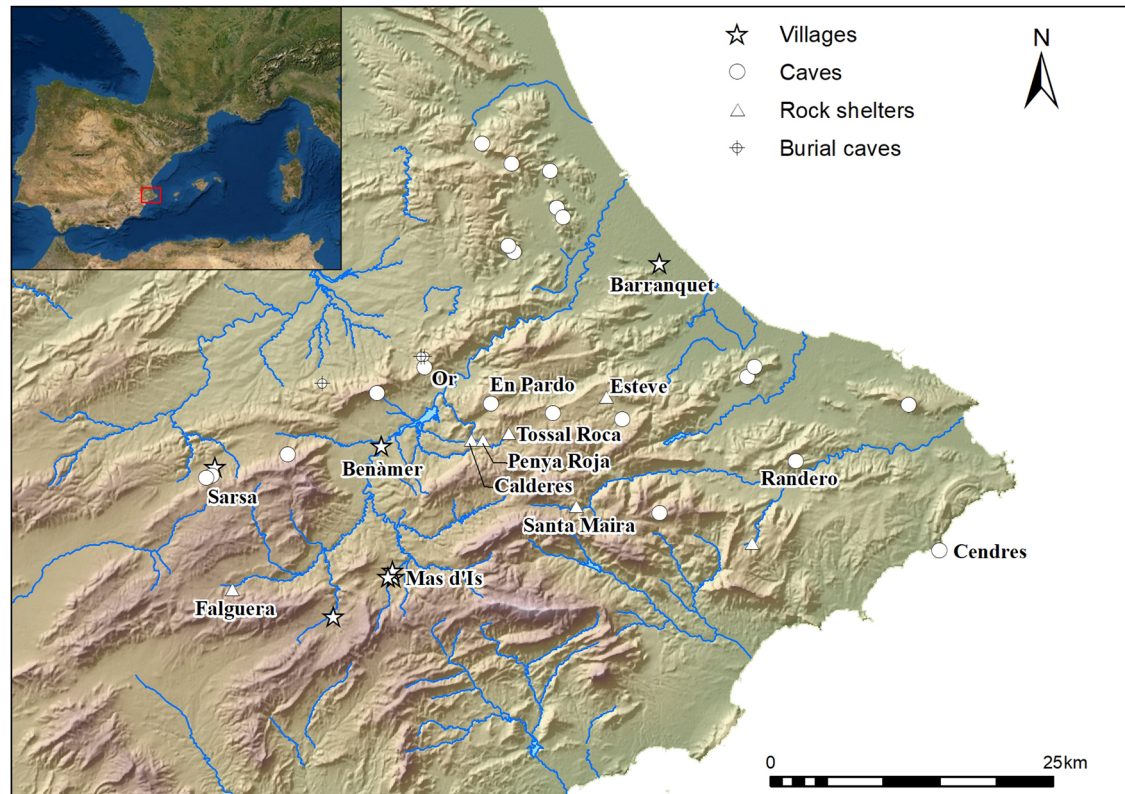 Villages
Caves
Rock shelters
Burial caves
N
Barranquet
Or
En Pardo
Esteve
Tossal Roca
Benàmer
Penya Roja
Calderes
Randero
Sarsa
Santa Maira
Cendres
Mas d'Is
Falguera
0
25km